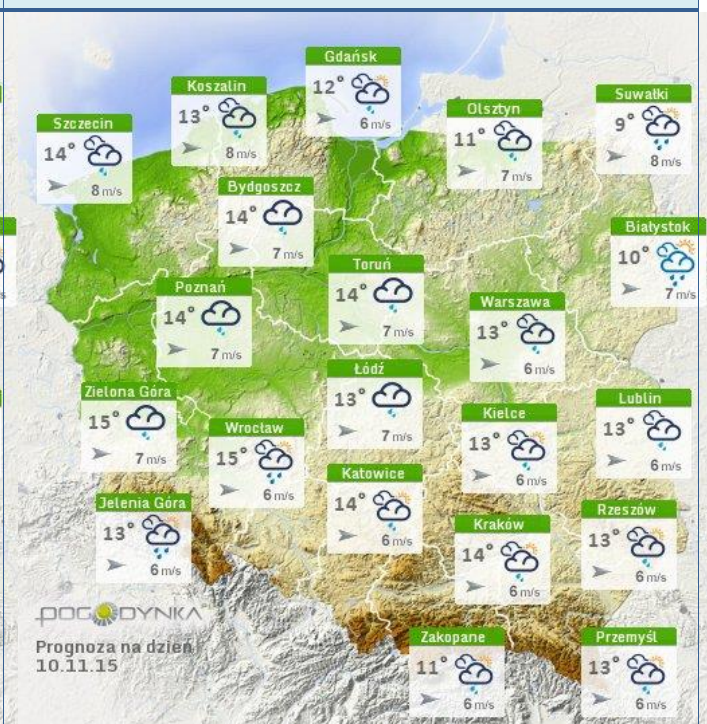 Gdańsk
12°
6 m/s
Koszalin
13°
8 m/s
Suwałki
9°
8 m/s
Olsztyn
11°
7 m/s
Szczecin
14°
8 m/s
Bydgoszcz
14°
7 m/s
Białystok
10°
7 m/s
Toruń
14°
7 m/s
Poznań
14°
7 m/s
Warszawa
13°
6 m/s
Łódź
13°
7 m/s
Zielona Góra
15°
7 m/s
Lublin
13°
6 m/s
Kielce
13°
6 m/s
Wrocław
15°
6 m/s
Katowice
14°
6 m/s
Jelenia Góra
13°
6 m/s
Rzeszów
13°
6 m/s
Kraków
14°
6 m/s
POGODYNKA
Prognoza na dzień
10.11.15
Zakopane
11°
6 m/s
Przemyśl
13°
6 m/s